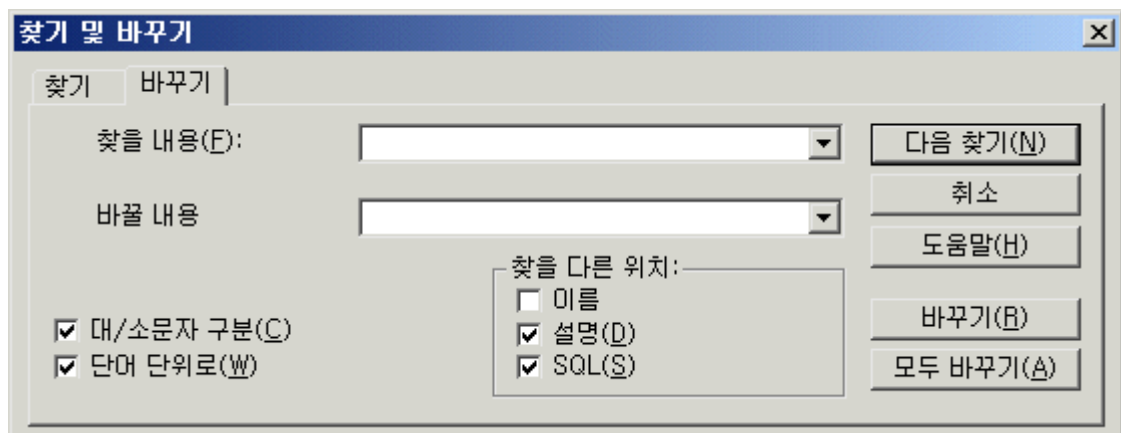 찾기 및 바꾸기
찾기 바꾸기
찾을 내용(F):
다음 찾기(N)
취소
바꿀 내용
도움말(H)
찾을 다른 위치:
이름
대/소문자 구분(C)
설명(D)
바꾸기(R)
단어 단위로(W)
SQL(S)
모두 바꾸기(A)